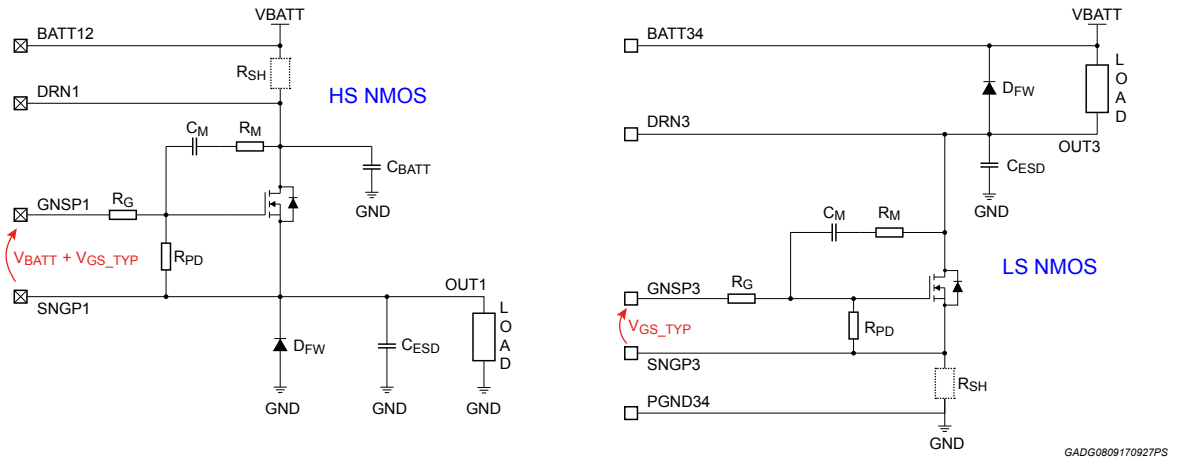 VBATT
BATT12
RSH
DRN1
HS NMOS
CM
RM
CBATT
GND
GNSP1
RG
VBATT + VGS_TYP
RPD
SNGP1
OUT1
DFW
CESD
LOAD
GND
GND
GND
VBATT
BATT34
DFW
LOAD
DRN3
OUT3
CESD
GND
CM
RM
LS NMOS
GNSP3
RG
VGS_TYP
RPD
SNGP3
RSH
PGND34
GND
GADG0809170927PS